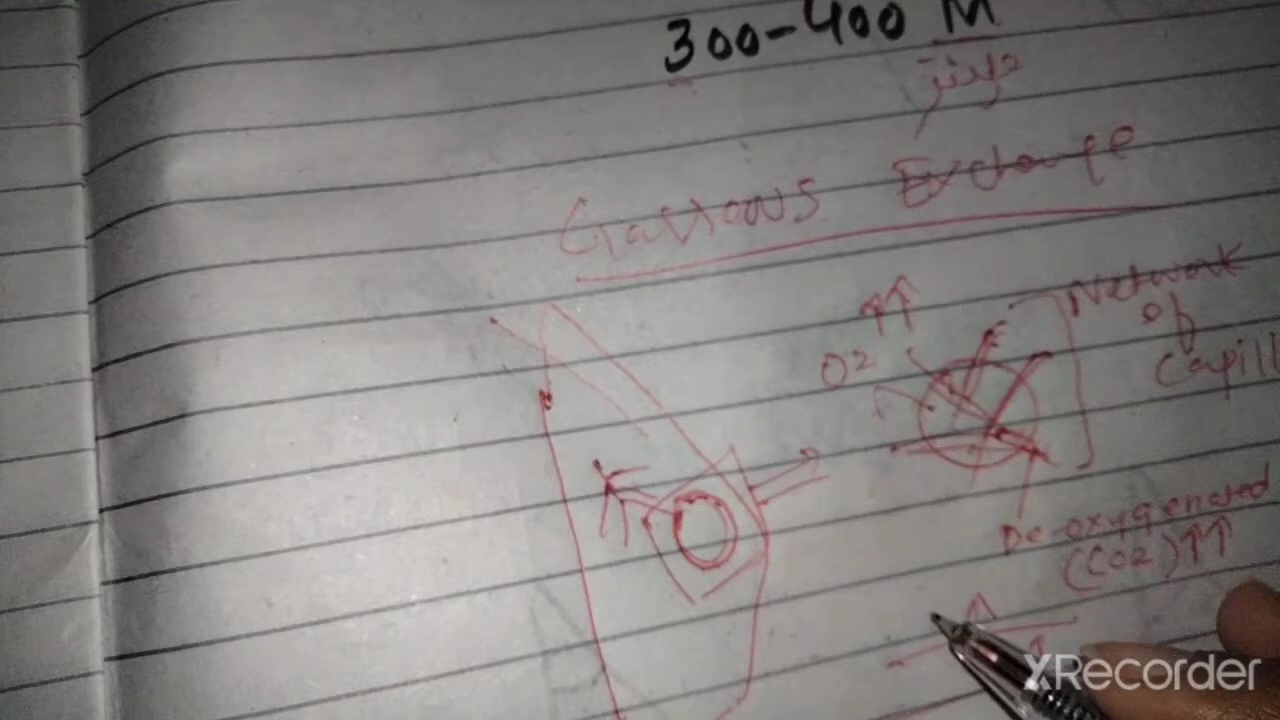 300-400 M
Gaseous Exchange
Network
of
Capill
O2
De-oxygenated
(CO2)
XRecorder